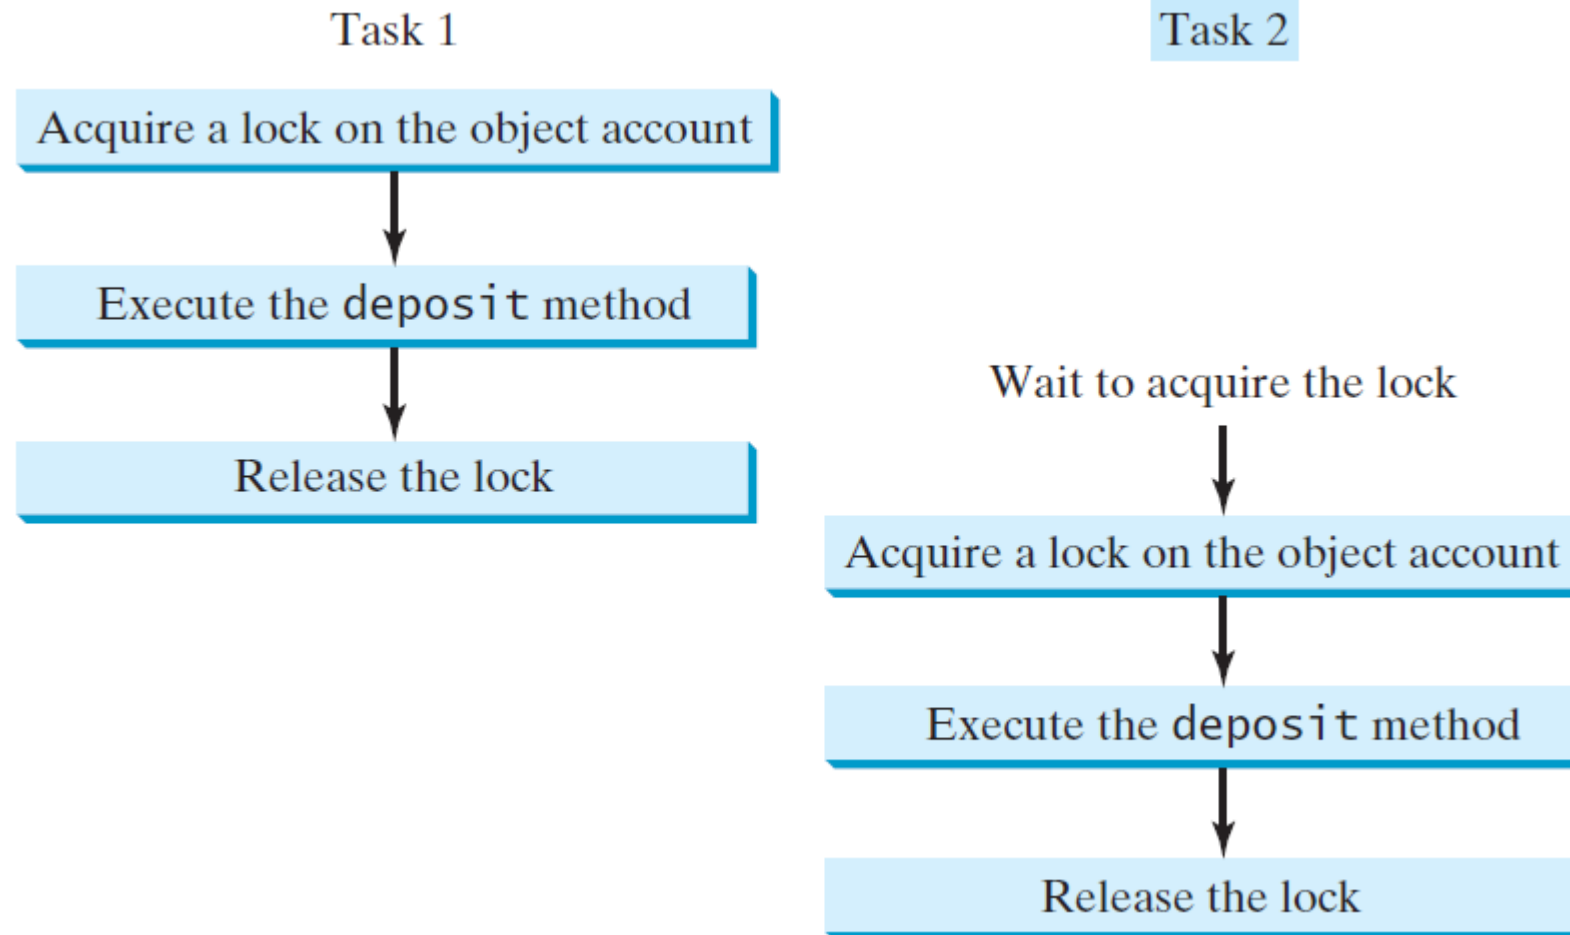 Task 1
Acquire a lock on the object account
Execute the deposit method
Release the lock
Task 2
Wait to acquire the lock
Acquire a lock on the object account
Execute the deposit method
Release the lock